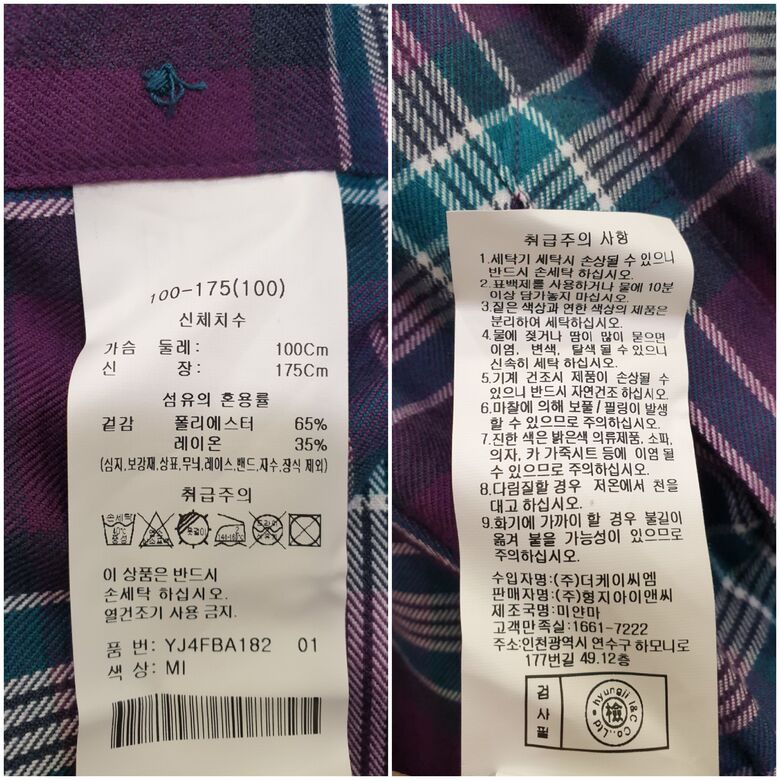 100-175(100)
신체치수
가슴 둘레: 100Cm
신 장: 175Cm
섬유의 혼용률
겉감 폴리에스터 65%
레이온 35%
(심지,보강재,상표,무늬,레이스,밴드,자수,장식 제외)
취급주의
손세탁
40℃
중성
옷걸이
드라이
이 상품은 반드시
손세탁 하십시오.
열건조기 사용 금지.
품 번: YJ4FBA182 01
색 상: MI
취급주의 사항
1.세탁기 세탁시 손상될 수 있으니
반드시 손세탁 하십시오.
2.표백제를 사용하거나 물에 10분
이상 담가놓지 마십시오.
3.짙은 색상과 연한 색상의 제품은
분리하여 세탁하십시오.
4.물에 젖거나 땀이 많이 묻으면
이염, 변색, 탈색 될 수 있으니
신속히 세탁 하십시오.
5.기계 건조시 제품이 손상될 수
있으니 반드시 자연건조 하십시오.
6.마찰에 의해 보풀/필링이 발생
할 수 있으므로 주의하십시오.
7.진한 색은 밝은색 의류제품, 소파,
의자, 카 가죽시트 등에 이염 될
수 있으므로 주의하십시오.
8.다림질할 경우 저온에서 천을
대고 하십시오.
9.화기에 가까이 할 경우 불길이
옮겨 붙을 가능성이 있으므로
주의하십시오.
수입자명:(주)더케이씨엠
판매자명:(주)형지아이앤씨
제조국명:미얀마
고객만족실:1661-7222
주소:인천광역시 연수구 하모니로
177번길 49.12층
검사필
hyungji I&C Co.,Ltd.
檢